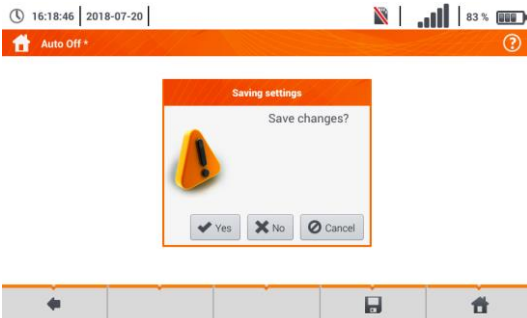 16:18:46 2018-07-20 83 %
Auto Off *
Saving settings
Save changes?
Yes No Cancel